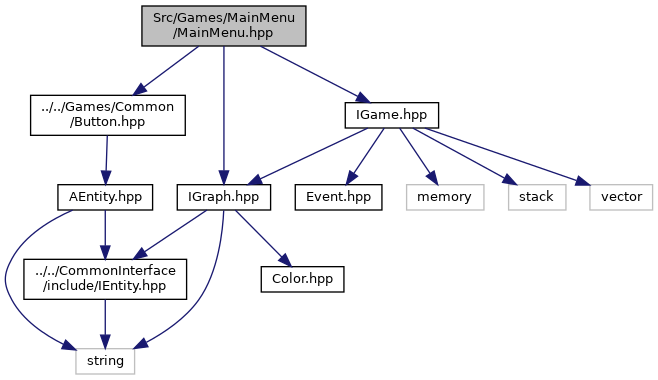 Src/Games/MainMenu
/MainMenu.hpp
../../Games/Common
/Button.hpp
IGame.hpp
AEntity.hpp
IGraph.hpp
Event.hpp
memory
stack
vector
../../CommonInterface
/include/IEntity.hpp
Color.hpp
string